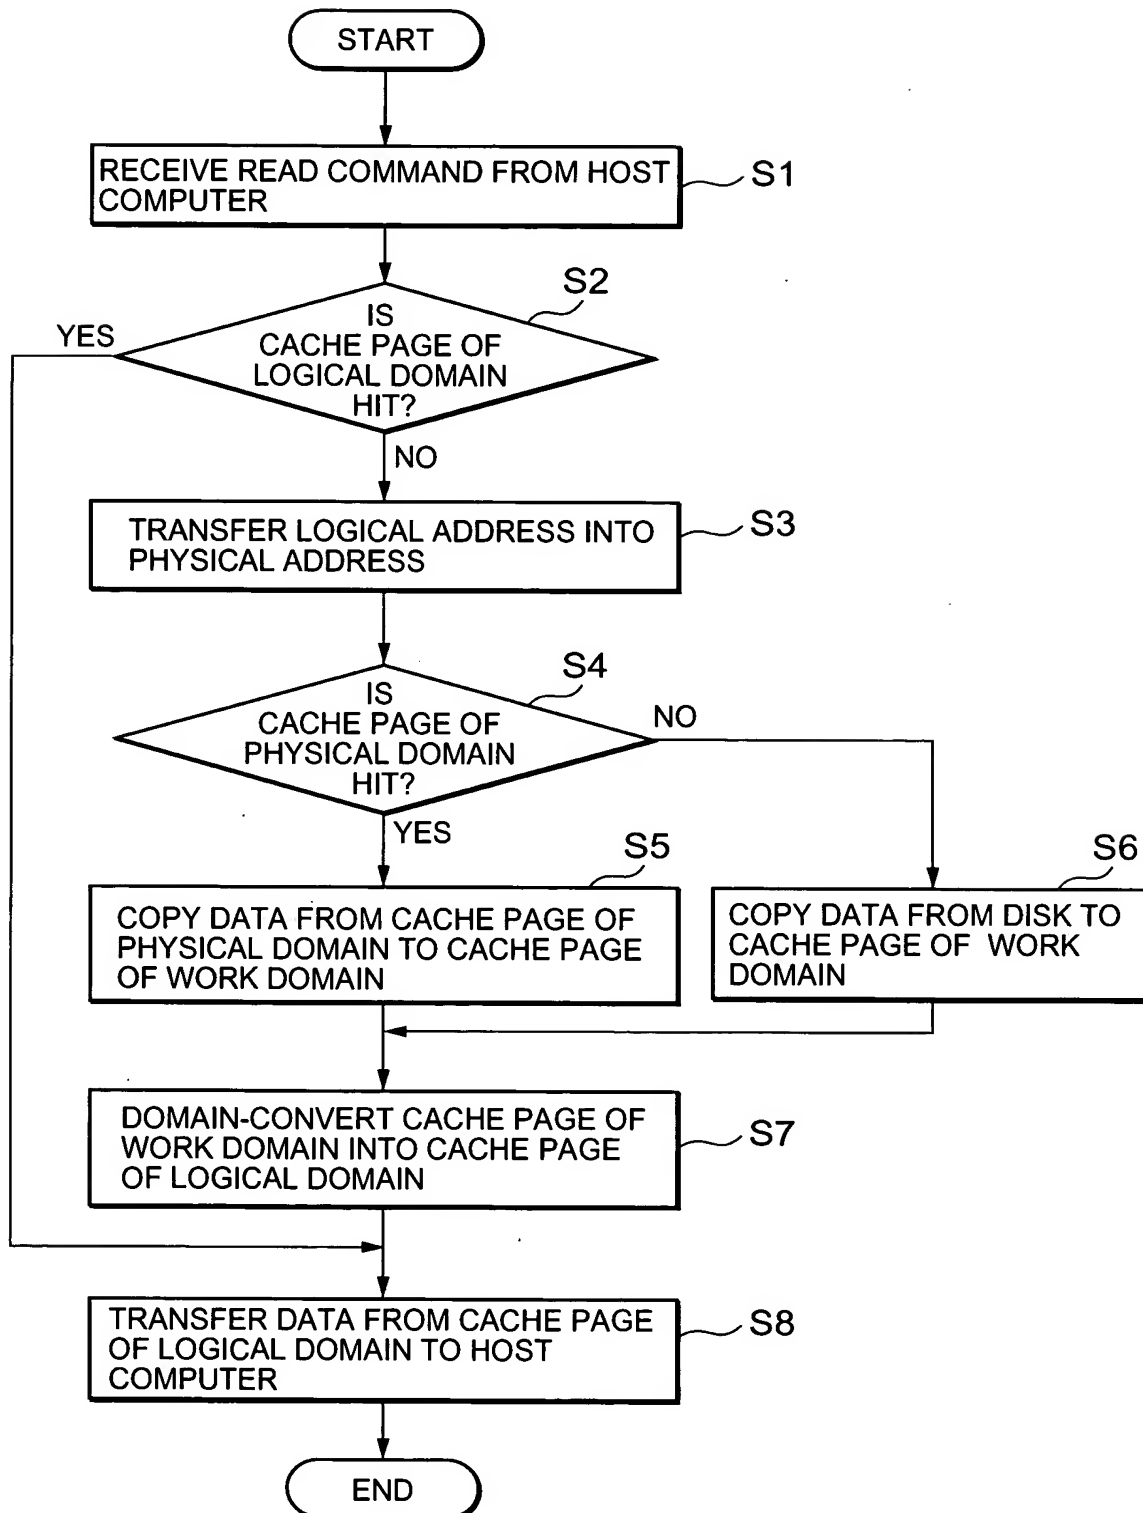 START
RECEIVE READ COMMAND FROM HOST
COMPUTER
S1
S2
IS
CACHE PAGE OF
LOGICAL DOMAIN
HIT?
YES
NO
TRANSFER LOGICAL ADDRESS INTO
PHYSICAL ADDRESS
S3
S4
IS
CACHE PAGE OF
PHYSICAL DOMAIN
HIT?
NO
YES
S5
COPY DATA FROM CACHE PAGE OF
PHYSICAL DOMAIN TO CACHE PAGE
OF WORK DOMAIN
S6
COPY DATA FROM DISK TO
CACHE PAGE OF WORK
DOMAIN
DOMAIN-CONVERT CACHE PAGE OF
WORK DOMAIN INTO CACHE PAGE
OF LOGICAL DOMAIN
S7
TRANSFER DATA FROM CACHE PAGE
OF LOGICAL DOMAIN TO HOST
COMPUTER
S8
END